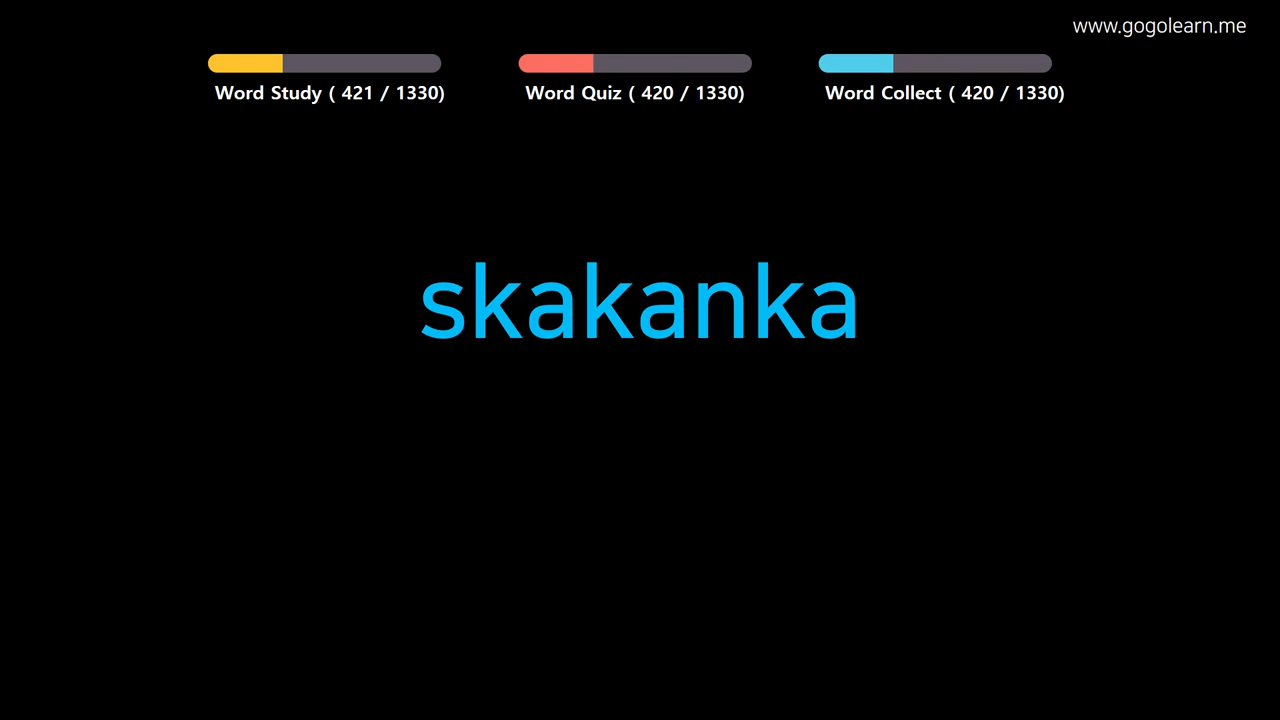 www.gogolearn.me
Word Study ( 421 / 1330)
Word Quiz ( 420 / 1330)
Word Collect ( 420 / 1330)
skakanka